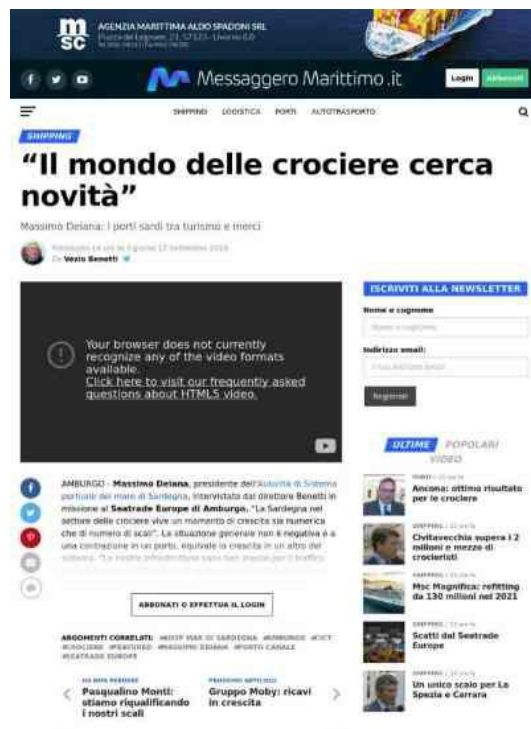 msc
AGENZIA MARITTIMA ALDO SPADONI SRL
Messaggero Marittimo.it
Login
Abbonati
SHIPPING LOGISTICA PORTI AUTOTRASPORTO
SHIPPING
“Il mondo delle crociere cerca
novità”
Massimo Deiana: I porti sardi tra turismo e merci
Vezio Benetti
Your browser does not currently
recognize any of the video formats
available.
Click here to visit our frequently asked
questions about HTML5 video.
AMBURGO - Massimo Deiana, presidente dell'Autorità di Sistema
portuale del mare di Sardegna, intervistato dal direttore Benetti in
missione al Seatrade Europe di Amburgo. "La Sardegna nel
settore delle crociere vive un momento di crescita sia numerica
che di numero di scali". La situazione generale non è negativa e a
una contrazione in un porto, equivale la crescita in un altro del
ABBONATI O EFFETTUA IL LOGIN
ARGOMENTI CORRELATI:
DA NON PERDERE
Pasqualino Monti:
stiamo riqualificando
i nostri scali
PROSSIMO ARTICOLO
Gruppo Moby: ricavi
in crescita
ISCRIVITI ALLA NEWSLETTER
Nome e cognome
Indirizzo email:
Registrati
ULTIME POPOLARI
VIDEO
Ancona: ottimo risultato
per le crociere
Civitavecchia supera i 2
milioni e mezzo di
crocieristi
Msc Magnifica: refitting
da 130 milioni nel 2021
Scatti dal Seatrade
Europe
Un unico scalo per La
Spezia e Carrara